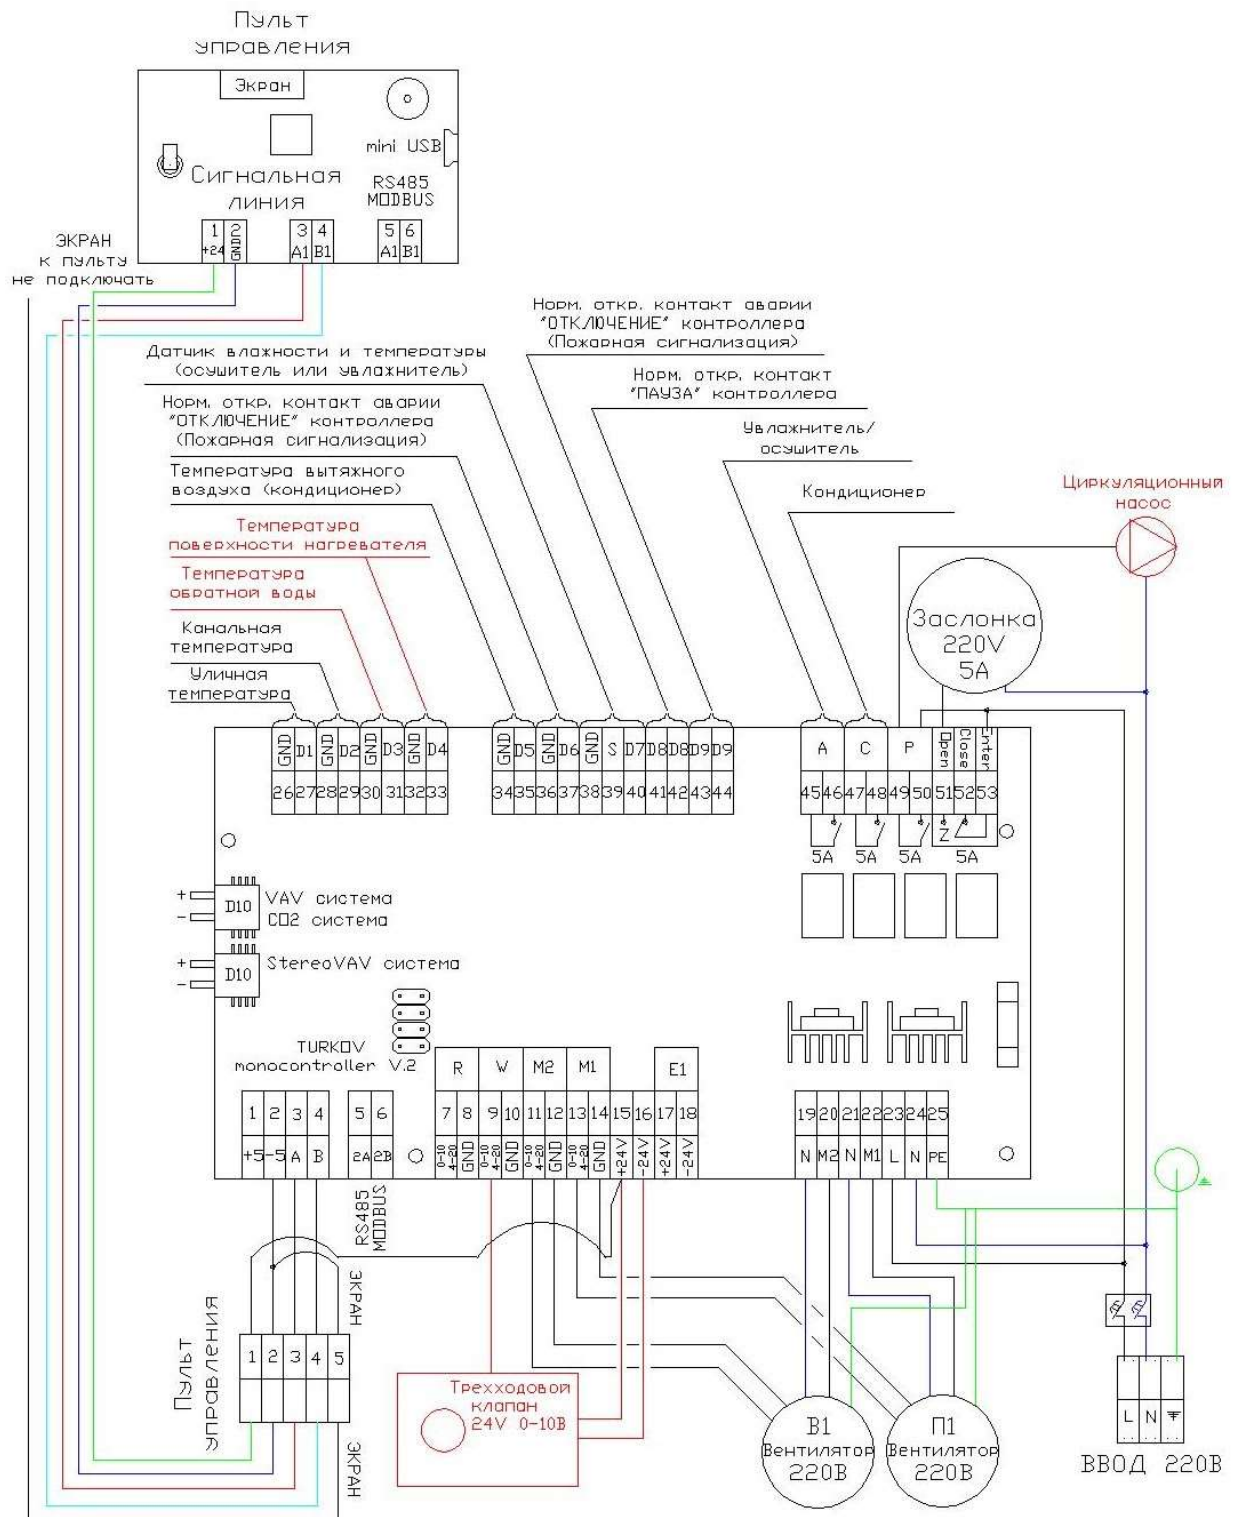 Пульт
управления
Экран
mini USB
Сигнальная
линия
RS485
MODBUS
1 2 3 4 5 6
+24 GND A1 B1 A1 B1
ЭКРАН
к пульту
не подключать
Норм. откр. контакт аварии
"ОТКЛЮЧЕНИЕ" контроллера
(Пожарная сигнализация)
Датчик влажности и температуры
(осушитель или увлажнитель)
Норм. откр. контакт
"ПАУЗА" контроллера
Норм. откр. контакт аварии
"ОТКЛЮЧЕНИЕ" контроллера
(Пожарная сигнализация)
Увлажнитель/
осушитель
Температура вытяжного
воздуха (кондиционер)
Кондиционер
Циркуляционный
насос
Температура
поверхности нагревателя
Температура
обратной воды
Канальная
температура
Уличная
температура
Заслонка
220V
5A
GND D1 GND D2 GND D3 GND D4
26 27 28 29 30 31 32 33
GND D5 GND D6 GND S D7 D8 D8 D9 D9
34 35 36 37 38 39 40 41 42 43 44
A C P Open Close Enter
45 46 47 48 49 50 51 52 53
Z
5A 5A 5A 5A
+ D10 VAV система
- CO2 система
+ D10 StereoVAV система
-
TURKOV
monocontroller V.2
R W M2 M1 E1
1 2 3 4
+5 -5 A B
5 6
2A 2B
7 8 9 10 11 12 13 14 15 16 17 18
0-10 4-20 GND 0-10 4-20 GND 0-10 4-20 GND 0-10 4-20 GND +24V -24V +24V -24V
19 20 21 22 23 24 25
N M2 N M1 L N PE
RS485
MODBUS
ЭКРАН
Пульт
управления
1 2 3 4 5
ЭКРАН
Трехходовой
клапан
24V 0-10В
В1
Вентилятор
220В
П1
Вентилятор
220В
L N
ВВОД 220В